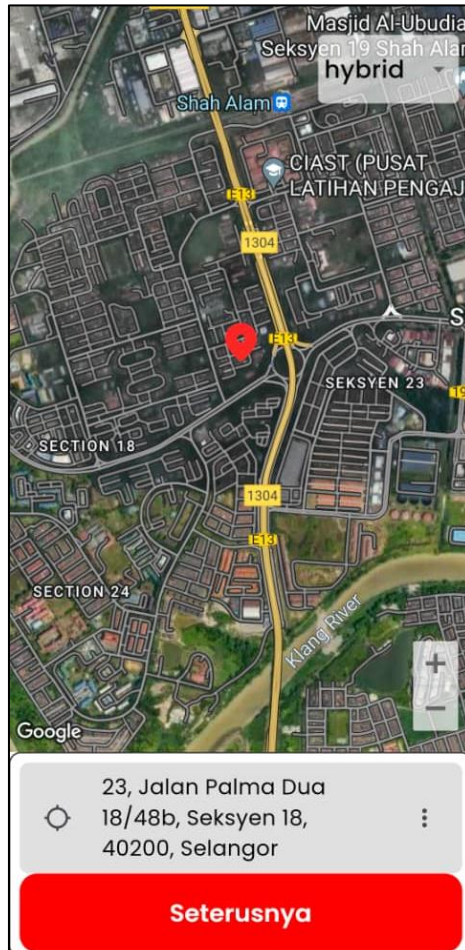 Masjid Al-Ubudia
Seksyen 19 Shah Alam
hybrid
Shah Alam
CIAST (PUSAT
LATIHAN PENGAJ
E13
1304
E13
S
SEKSYEN 23
19
SECTION 18
1304
E13
SECTION 24
Klang River
+
−
Google
23, Jalan Palma Dua
18/48b, Seksyen 18,
40200, Selangor
Seterusnya